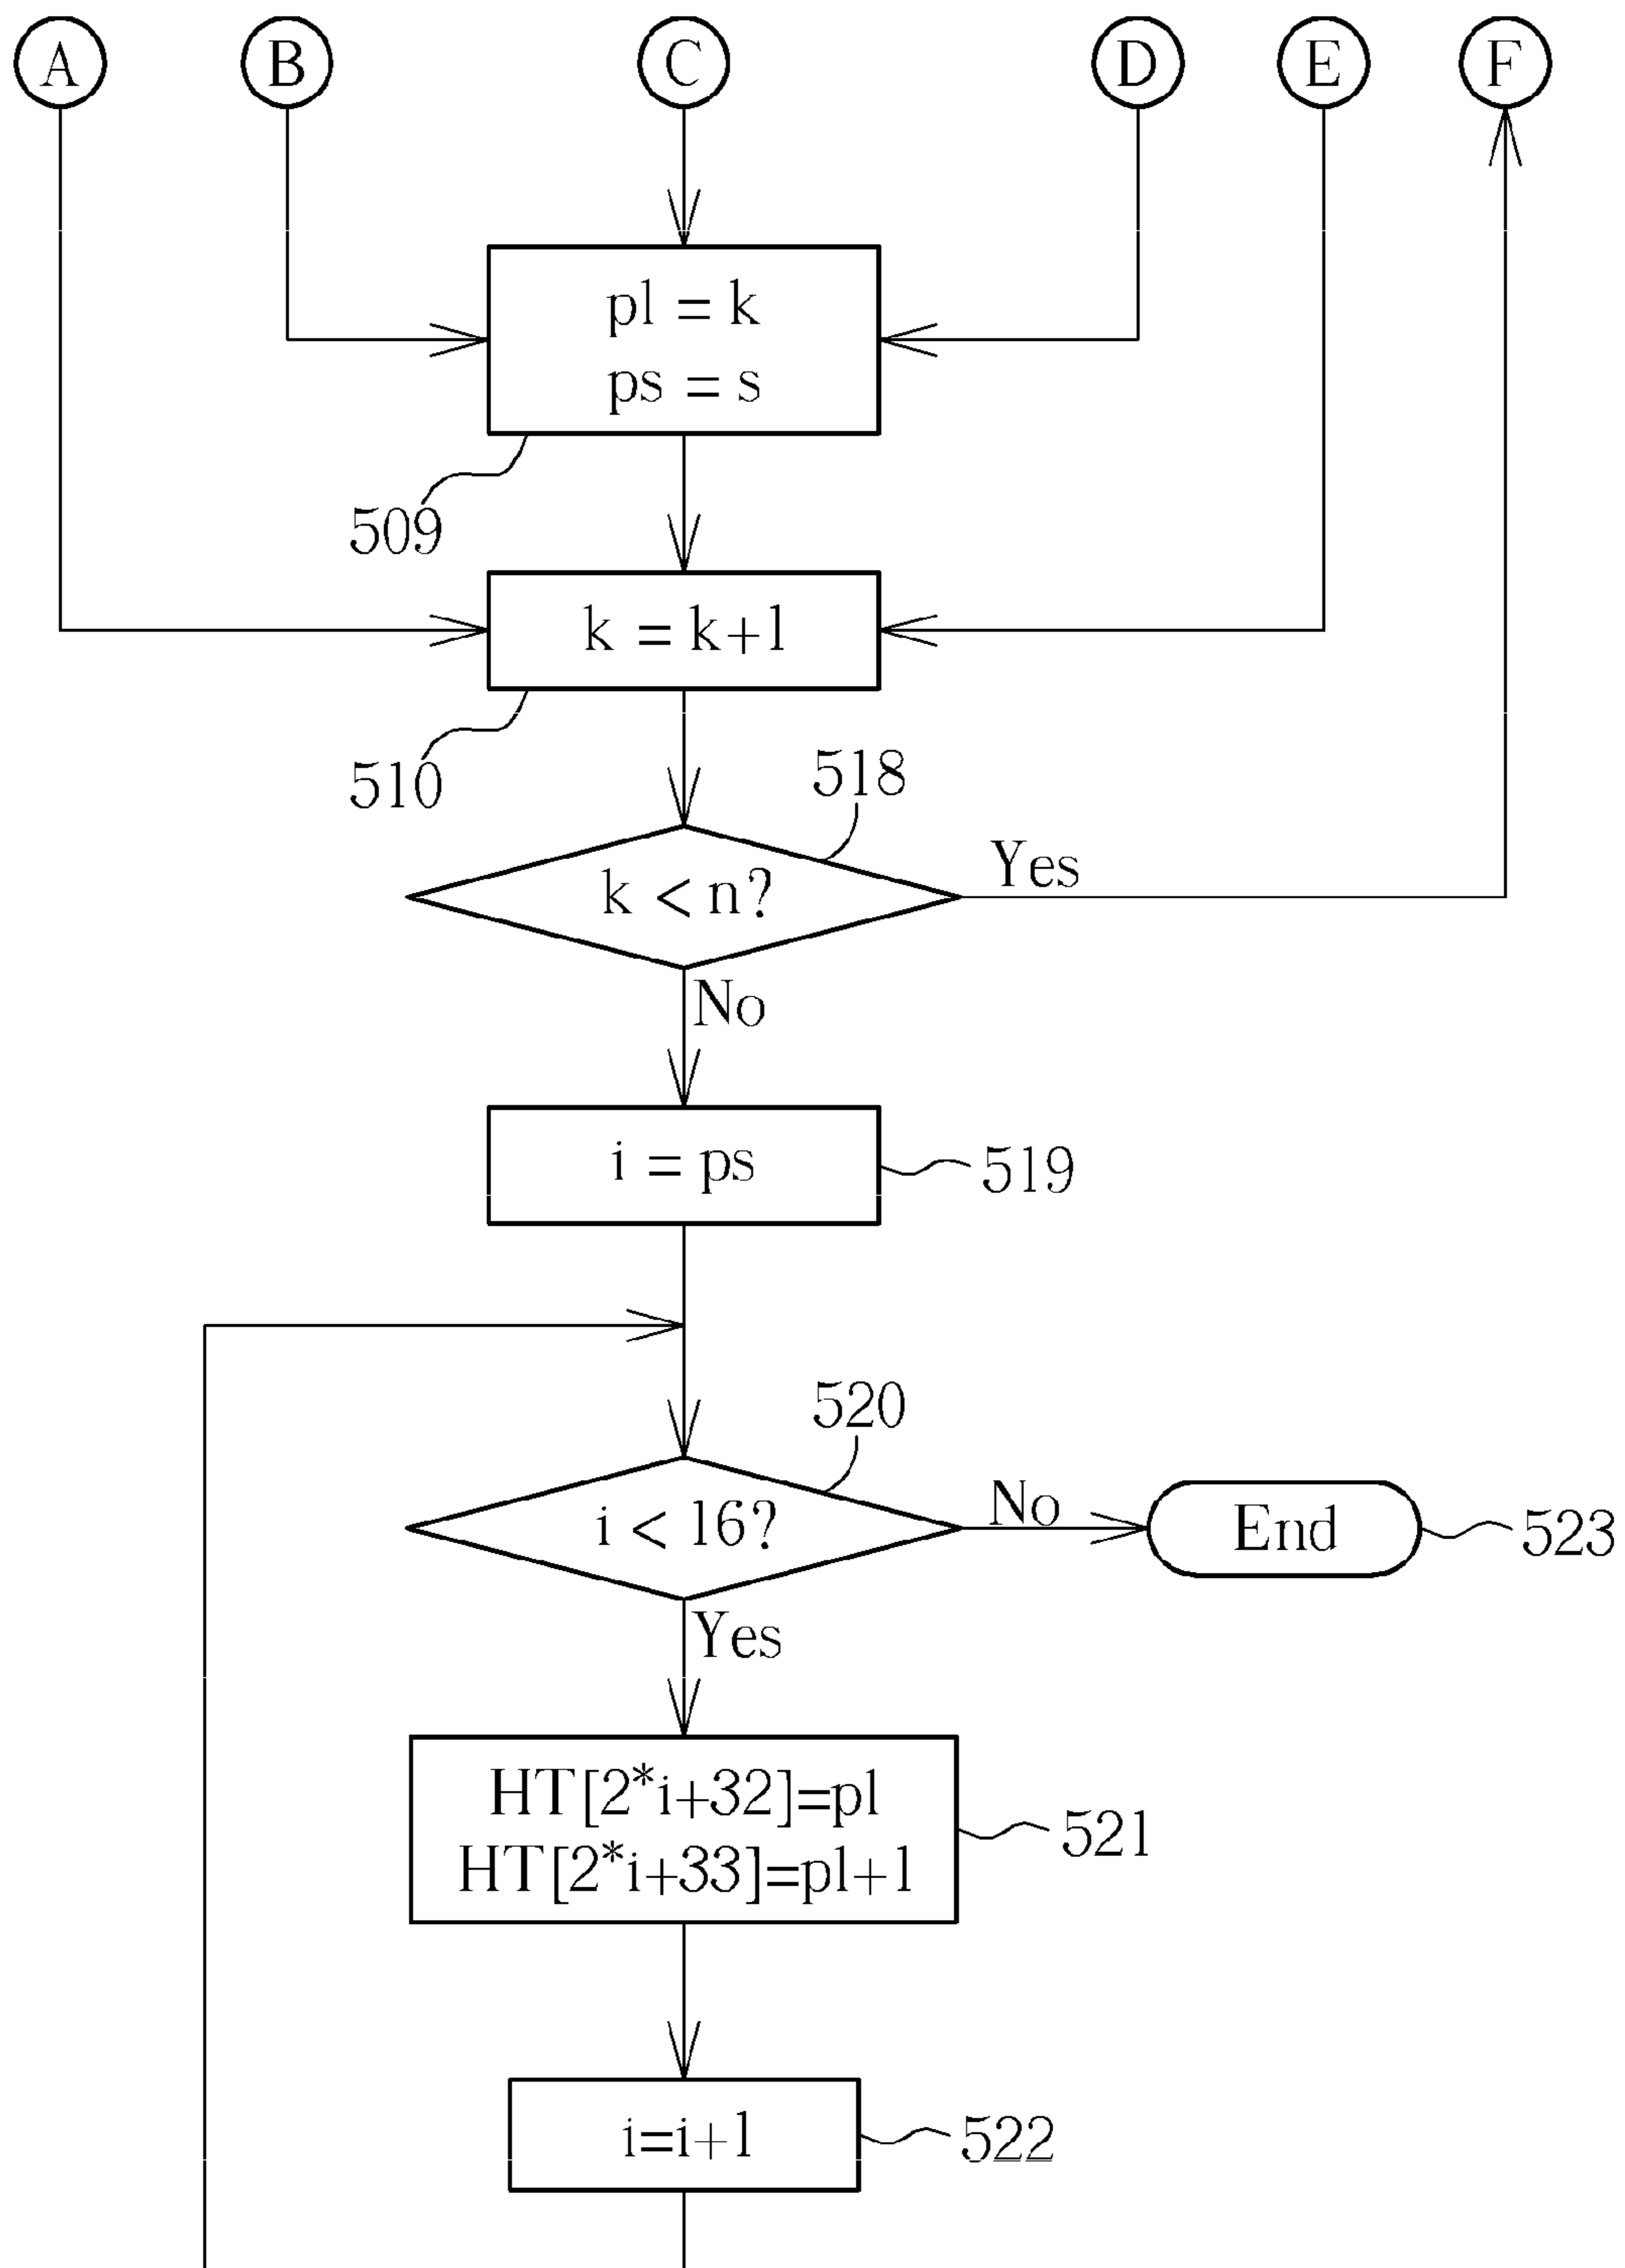 A B C D E F
pl = k
ps = s
509
k = k+1
510
518
k < n?
Yes
No
i = ps
519
520
i < 16?
No
End
523
Yes
HT[2*i+32]=pl
HT[2*i+33]=pl+1
521
i=i+1
522